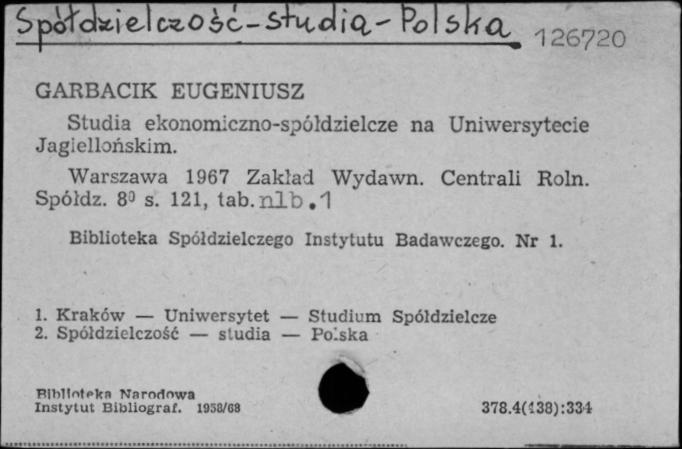 Spółdzielczość - studia - Polska 126720
GARBACIK EUGENIUSZ
Studia ekonomiczno-spółdzielcze na Uniwersytecie
Jagiellońskim.
Warszawa 1967 Zakład Wydawn. Centrali Roln.
Spółdz. 8⁰ s. 121, tab. nlb. 1
Biblioteka Spółdzielczego Instytutu Badawczego. Nr 1.
1. Kraków — Uniwersytet — Studium Spółdzielcze
2. Spółdzielczość — studia — Polska
Biblioteka Narodowa
Instytut Bibliograf. 1958/68 378.4(438):334